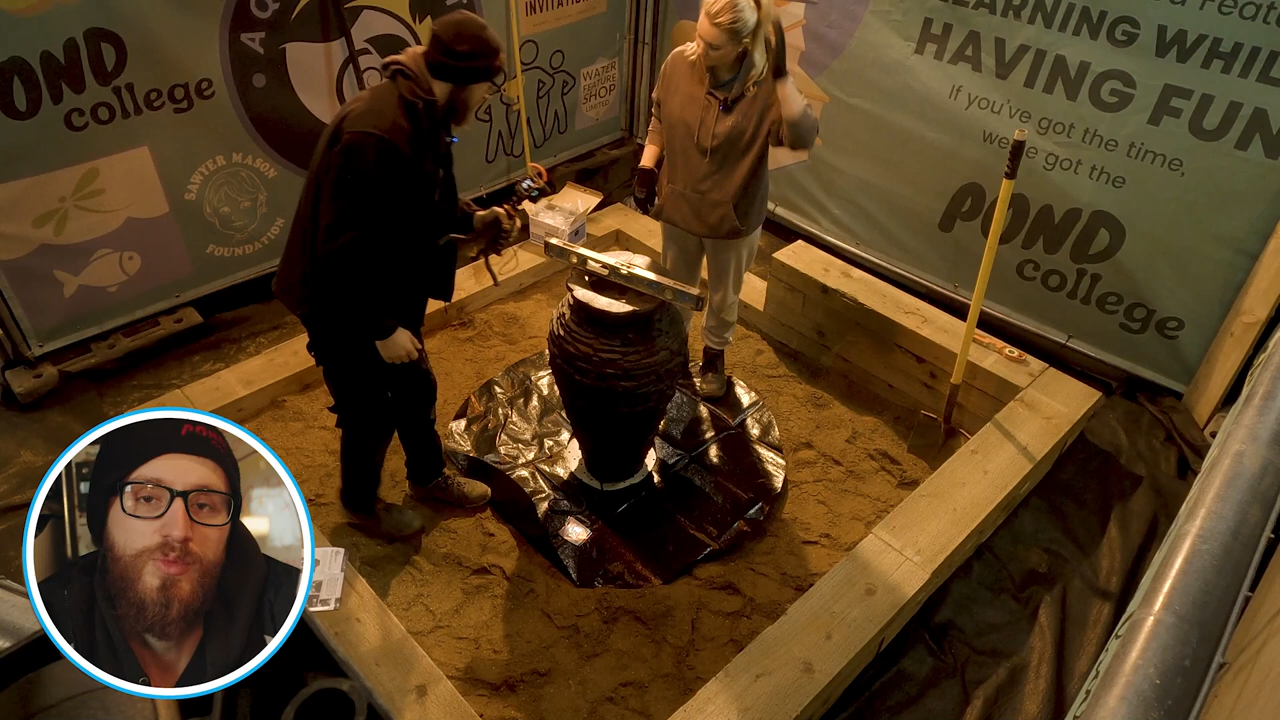 POND
college
AQ
INVITATION
WATER
FEATURE
SHOP
LIMITED
SAWYER MASON
FOUNDATION
LEARNING WHIL
HAVING FUN
If you've got the time,
we've got the
POND
college